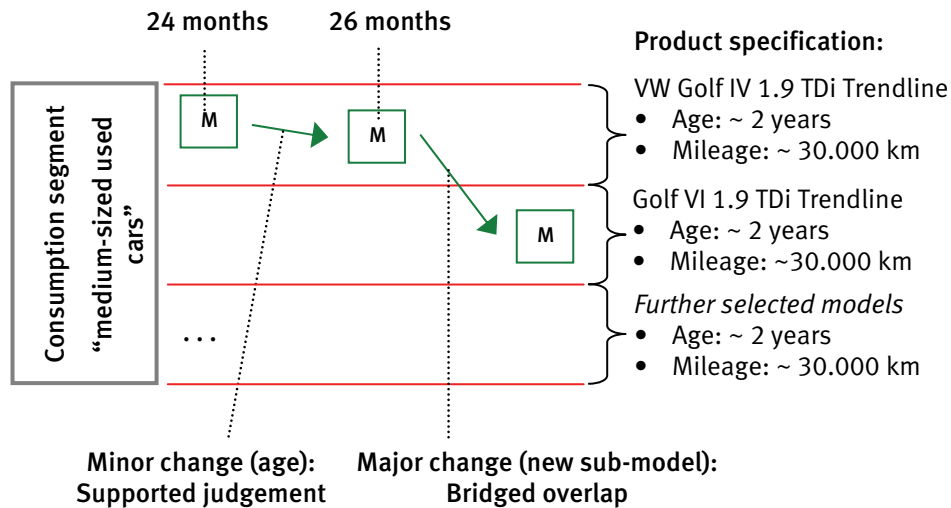 24 months
26 months
Product specification:
Consumption segment
“medium-sized used
cars”
M
M
M
...
VW Golf IV 1.9 TDi Trendline
• Age: ~ 2 years
• Mileage: ~ 30.000 km
Golf VI 1.9 TDi Trendline
• Age: ~ 2 years
• Mileage: ~30.000 km
Further selected models
• Age: ~ 2 years
• Mileage: ~ 30.000 km
Minor change (age):
Supported judgement
Major change (new sub-model):
Bridged overlap